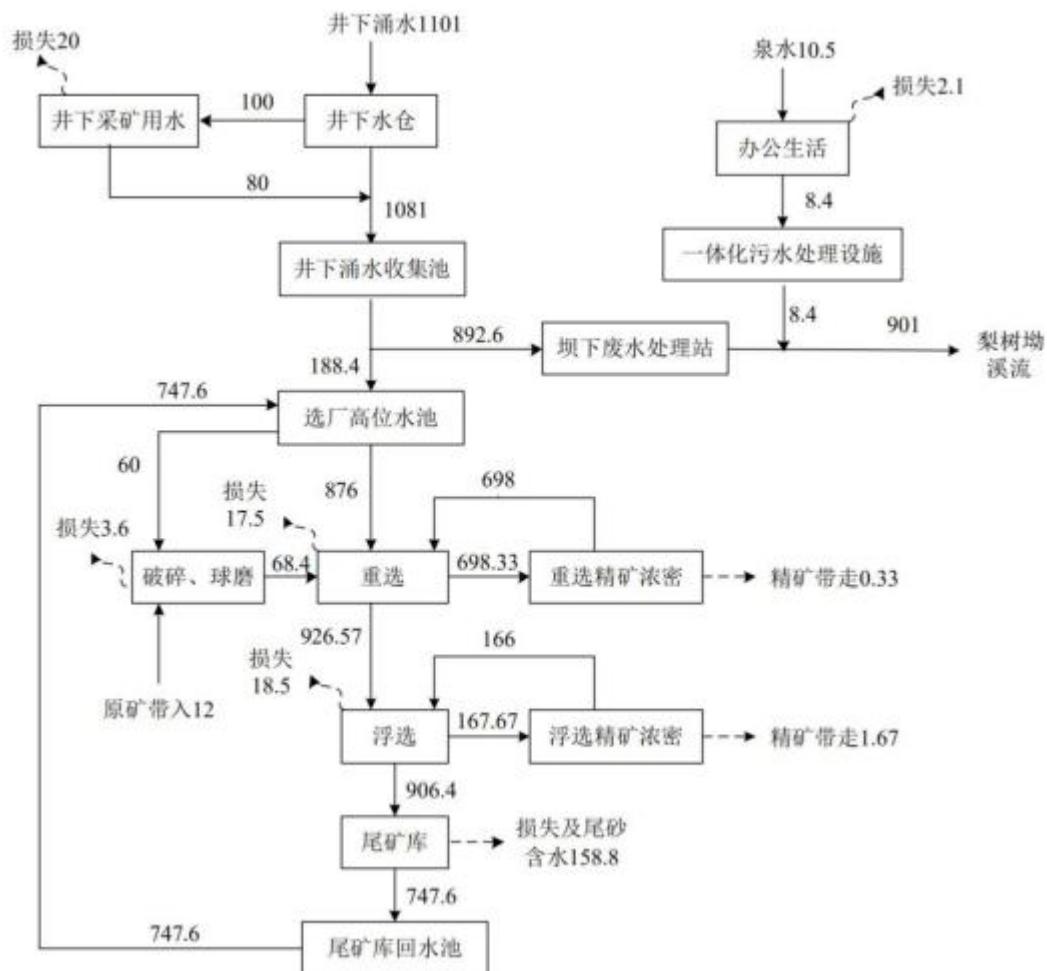 井下涌水1101
损失20
泉水10.5
100
损失2.1
井下采矿用水
井下水仓
办公生活
80
8.4
1081
井下涌水收集池
一体化污水处理设施
8.4
901
892.6
坝下废水处理站
梨树坳
溪流
188.4
747.6
选厂高位水池
60
876
698
损失
17.5
损失3.6
破碎、球磨
68.4
重选
698.33
重选精矿浓密
精矿带走0.33
926.57
166
损失
18.5
原矿带入12
浮选
167.67
浮选精矿浓密
精矿带走1.67
906.4
尾矿库
损失及尾砂
含水158.8
747.6
747.6
尾矿库回水池